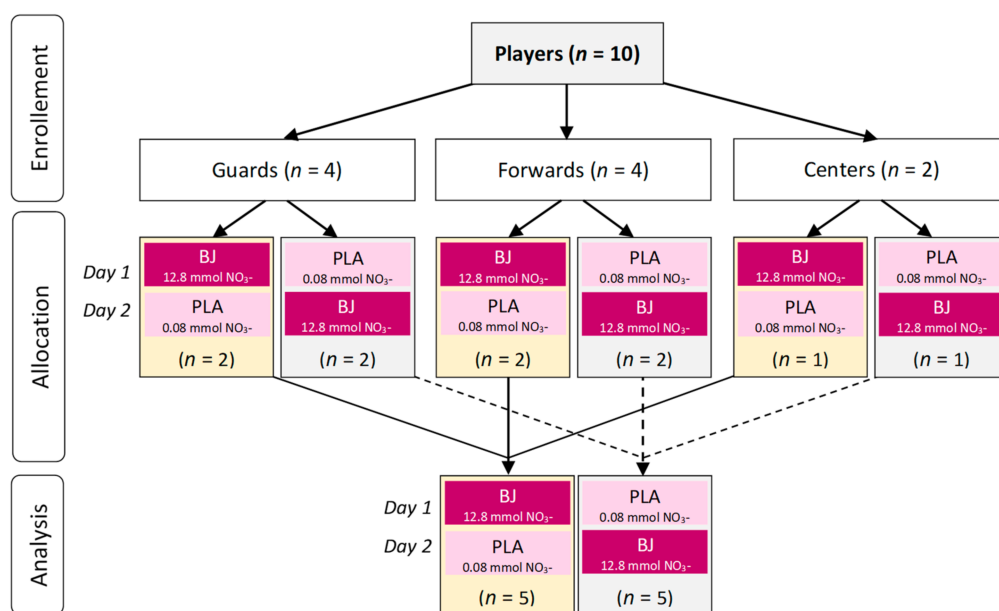 Enrollement
Players (n = 10)
Guards (n = 4)
Forwards (n = 4)
Centers (n = 2)
Allocation
Day 1
Day 2
BJ
12.8 mmol NO₃-
PLA
0.08 mmol NO₃-
(n = 2)
PLA
0.08 mmol NO₃-
BJ
12.8 mmol NO₃-
(n = 2)
BJ
12.8 mmol NO₃-
PLA
0.08 mmol NO₃-
(n = 2)
PLA
0.08 mmol NO₃-
BJ
12.8 mmol NO₃-
(n = 2)
BJ
12.8 mmol NO₃-
PLA
0.08 mmol NO₃-
(n = 1)
PLA
0.08 mmol NO₃-
BJ
12.8 mmol NO₃-
(n = 1)
Analysis
Day 1
Day 2
BJ
12.8 mmol NO₃-
PLA
0.08 mmol NO₃-
(n = 5)
PLA
0.08 mmol NO₃-
BJ
12.8 mmol NO₃-
(n = 5)